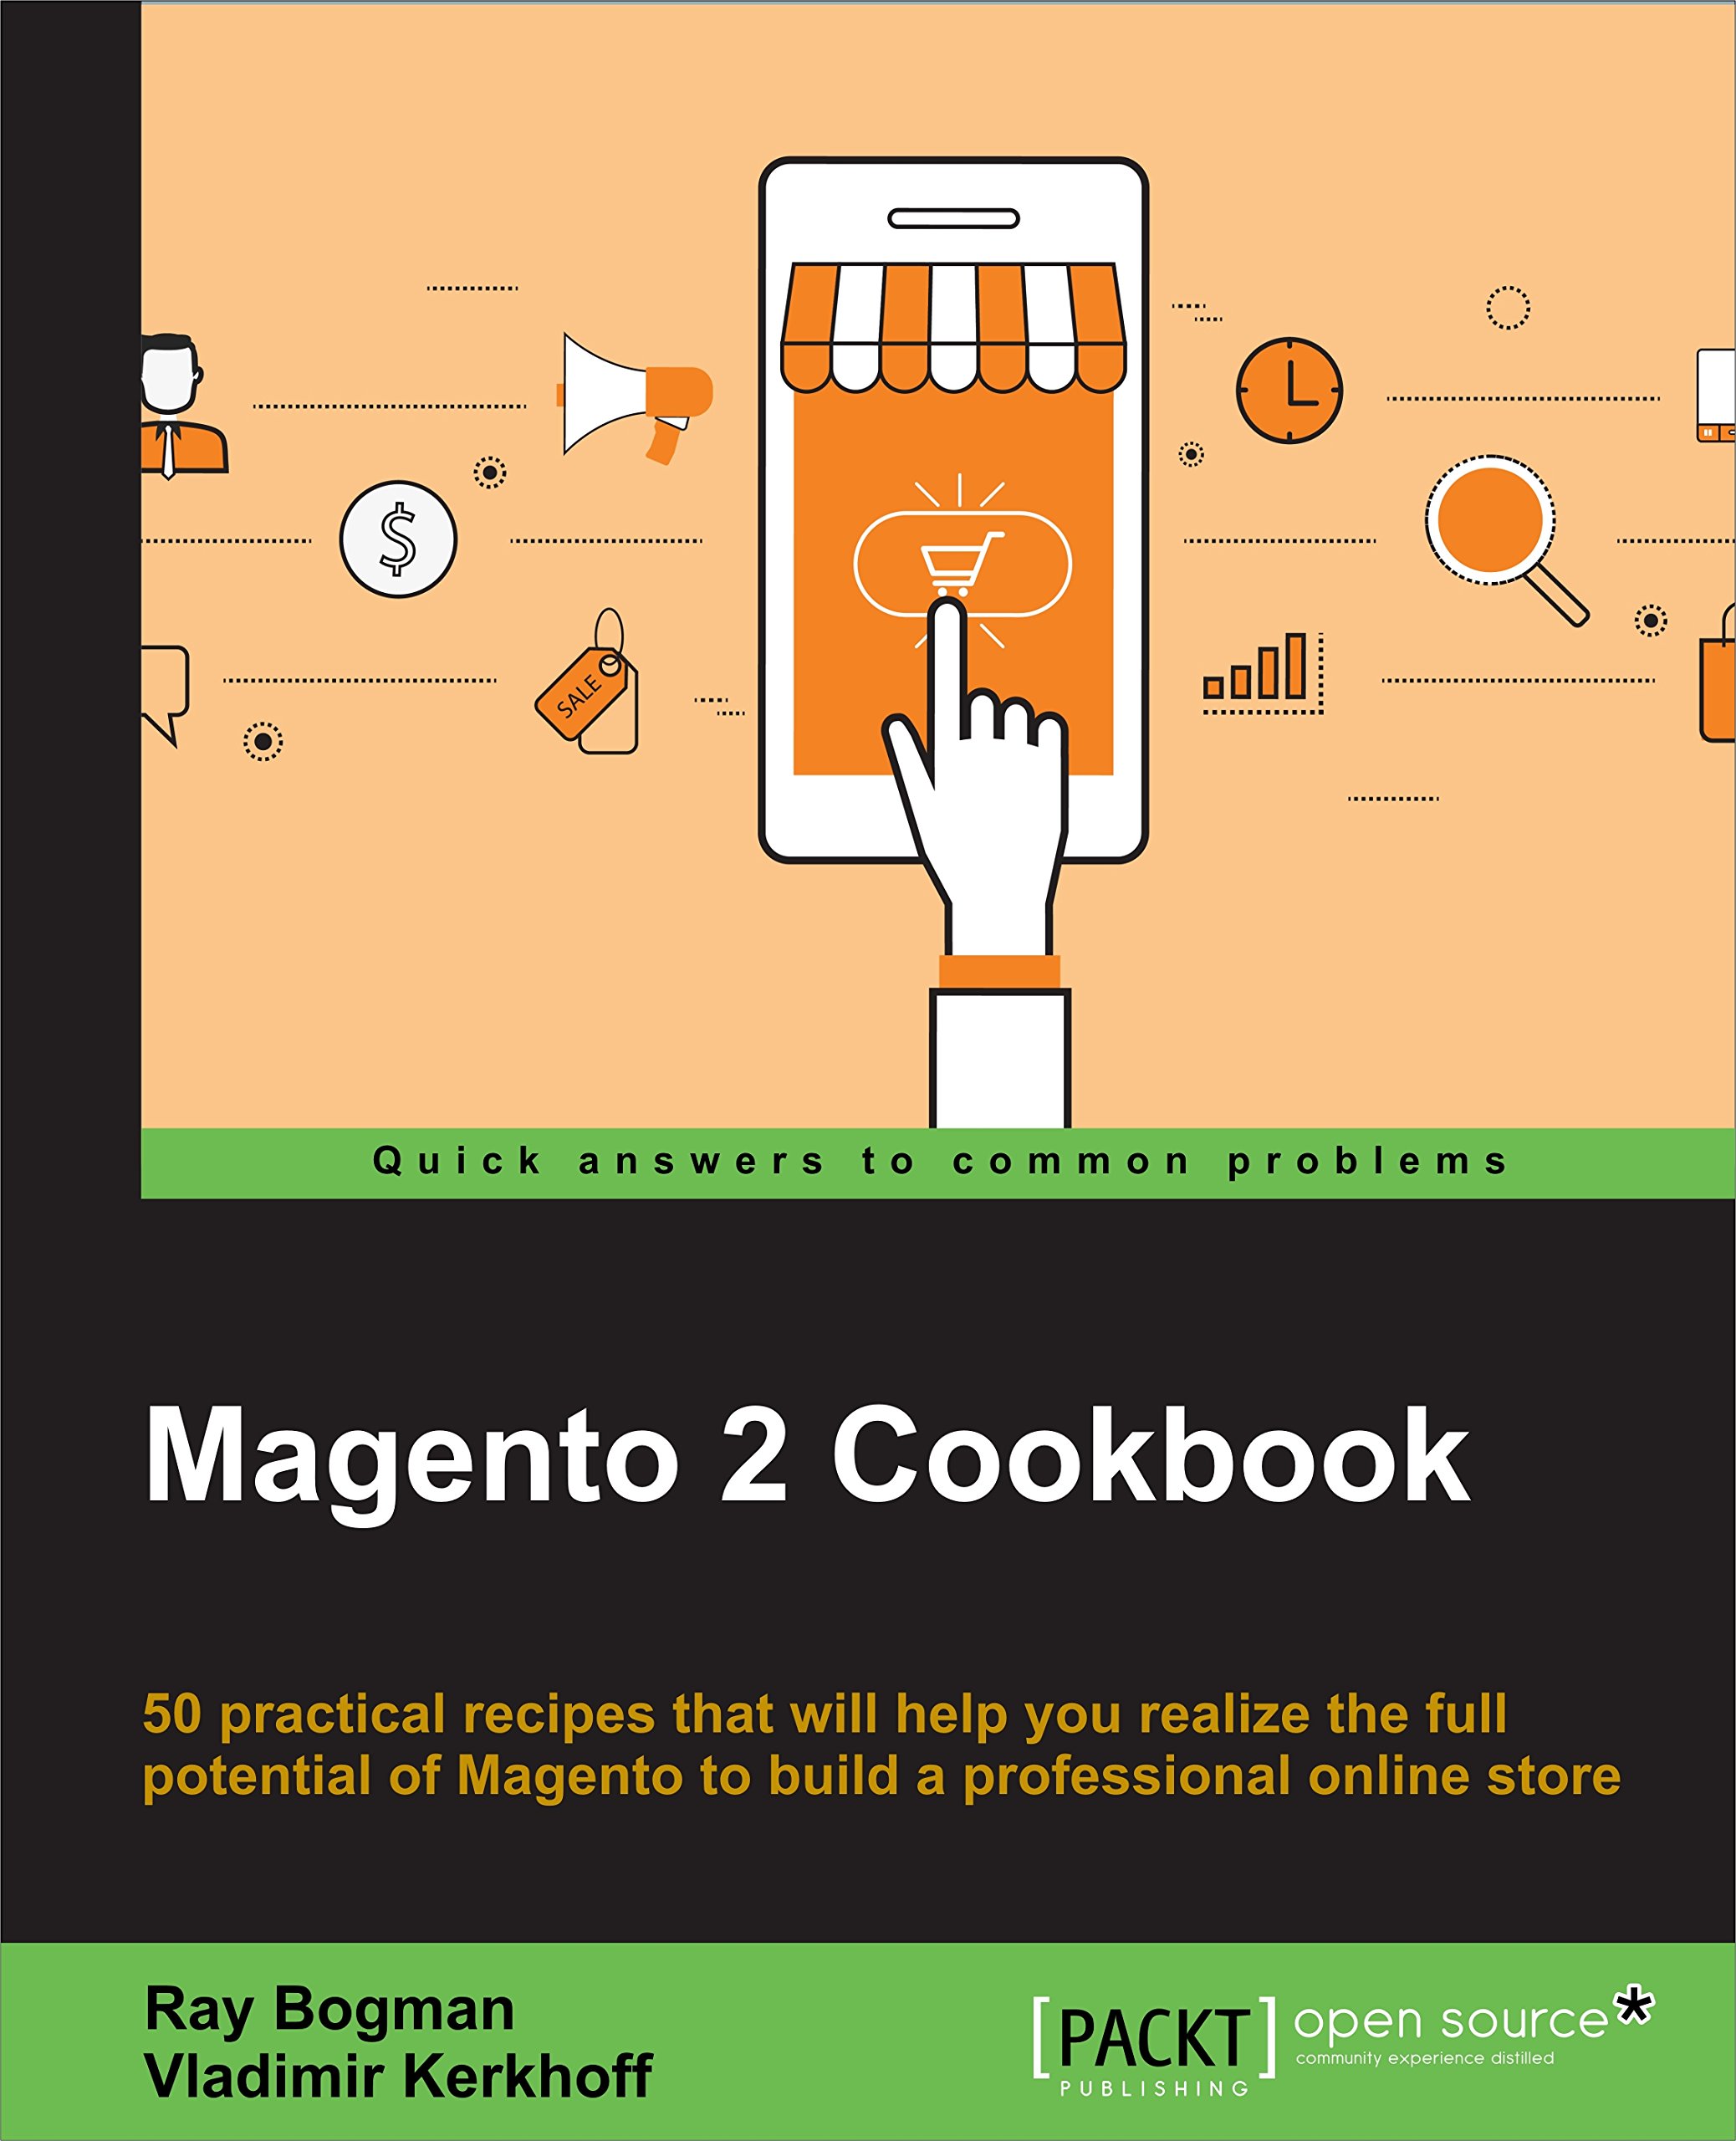 $
SALE
Quick answers to common problems
Magento 2 Cookbook
50 practical recipes that will help you realize the full
potential of Magento to build a professional online store
Ray Bogman
Vladimir Kerkhoff
[PACKT]
PUBLISHING
open source*
community experience distilled